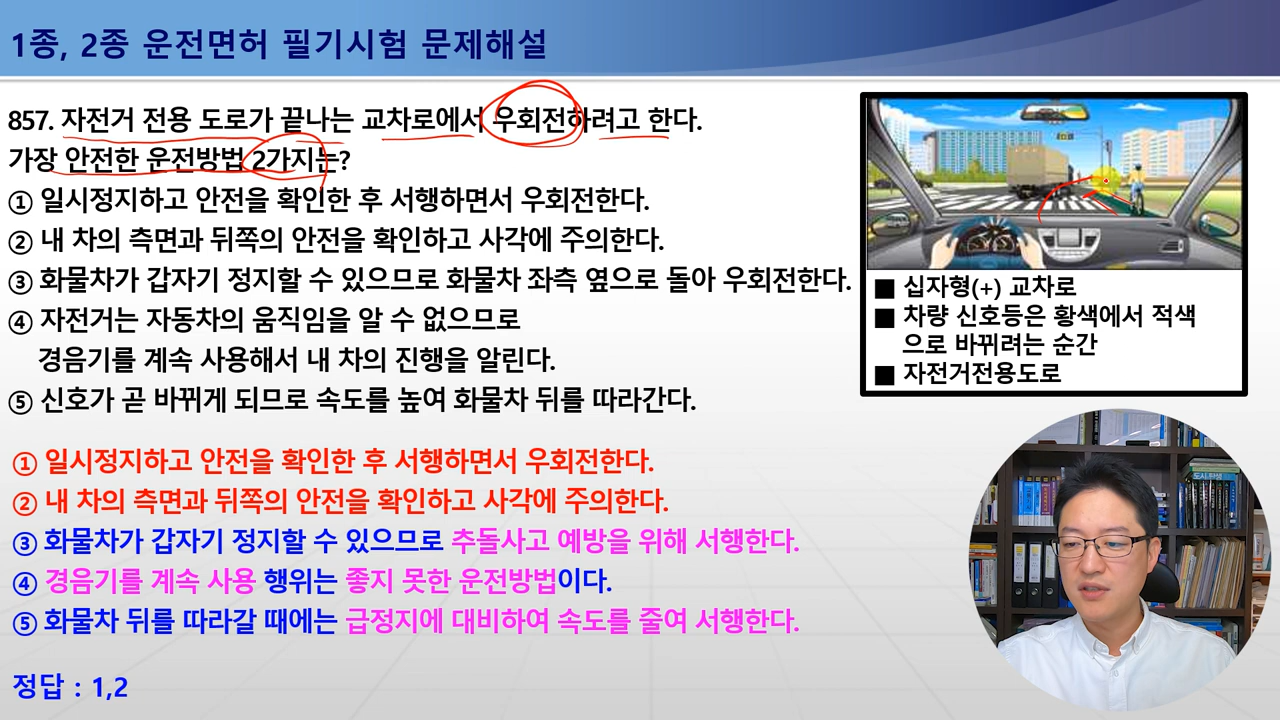 1종, 2종 운전면허 필기시험 문제해설
857. 자전거 전용 도로가 끝나는 교차로에서 우회전하려고 한다.
가장 안전한 운전방법 2가지는?
① 일시정지하고 안전을 확인한 후 서행하면서 우회전한다.
② 내 차의 측면과 뒤쪽의 안전을 확인하고 사각에 주의한다.
③ 화물차가 갑자기 정지할 수 있으므로 화물차 좌측 옆으로 돌아 우회전한다.
④ 자전거는 자동차의 움직임을 알 수 없으므로
경음기를 계속 사용해서 내 차의 진행을 알린다.
⑤ 신호가 곧 바뀌게 되므로 속도를 높여 화물차 뒤를 따라간다.
■ 십자형(+) 교차로
■ 차량 신호등은 황색에서 적색
으로 바뀌려는 순간
■ 자전거전용도로
① 일시정지하고 안전을 확인한 후 서행하면서 우회전한다.
② 내 차의 측면과 뒤쪽의 안전을 확인하고 사각에 주의한다.
③ 화물차가 갑자기 정지할 수 있으므로 추돌사고 예방을 위해 서행한다.
④ 경음기를 계속 사용 행위는 좋지 못한 운전방법이다.
⑤ 화물차 뒤를 따라갈 때에는 급정지에 대비하여 속도를 줄여 서행한다.
정답 : 1,2